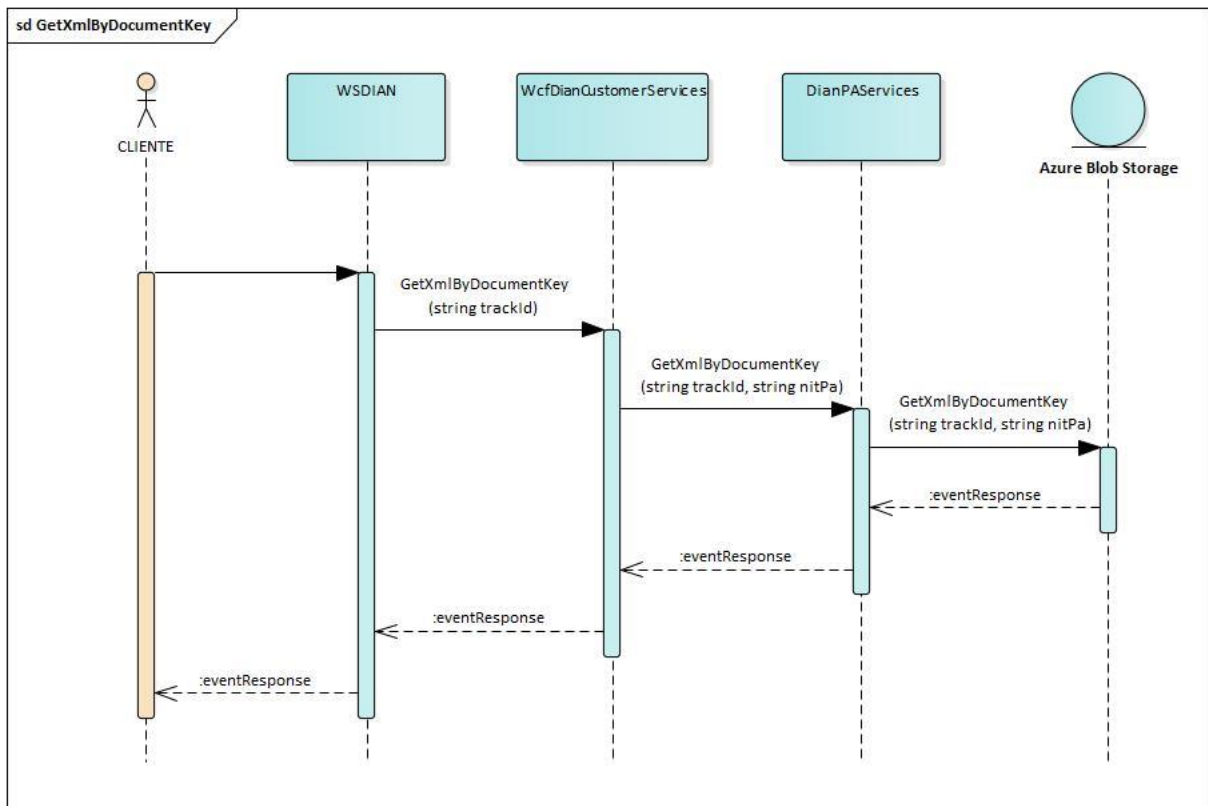 sd GetXmlByDocumentKey
CLIENTE
WSDIAN
WcfDianCustomerServices
DianPAServices
Azure Blob Storage
GetXmlByDocumentKey
(string trackId)
GetXmlByDocumentKey
(string trackId, string nitPa)
GetXmlByDocumentKey
(string trackId, string nitPa)
:eventResponse
:eventResponse
:eventResponse
:eventResponse